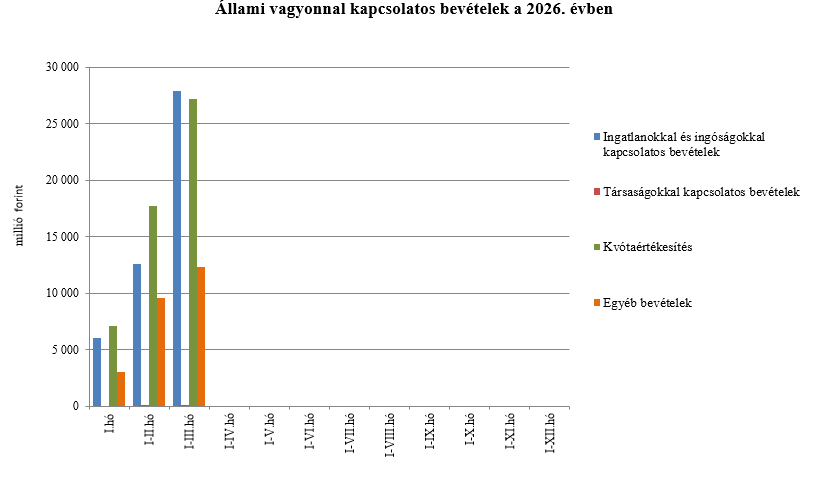 Állami vagyonnal kapcsolatos bevételek a 2026. évben
30 000
25 000
20 000
15 000
10 000
5 000
0
millió forint
I.hó
I-II.hó
I-III.hó
I-IV.hó
I-V.hó
I-VI.hó
I-VII.hó
I-VIII.hó
I-IX.hó
I-X.hó
I-XI.hó
I-XII.hó
Ingatlanokkal és ingóságokkal
kapcsolatos bevételek
Társaságokkal kapcsolatos bevételek
Kvótaértékesítés
Egyéb bevételek